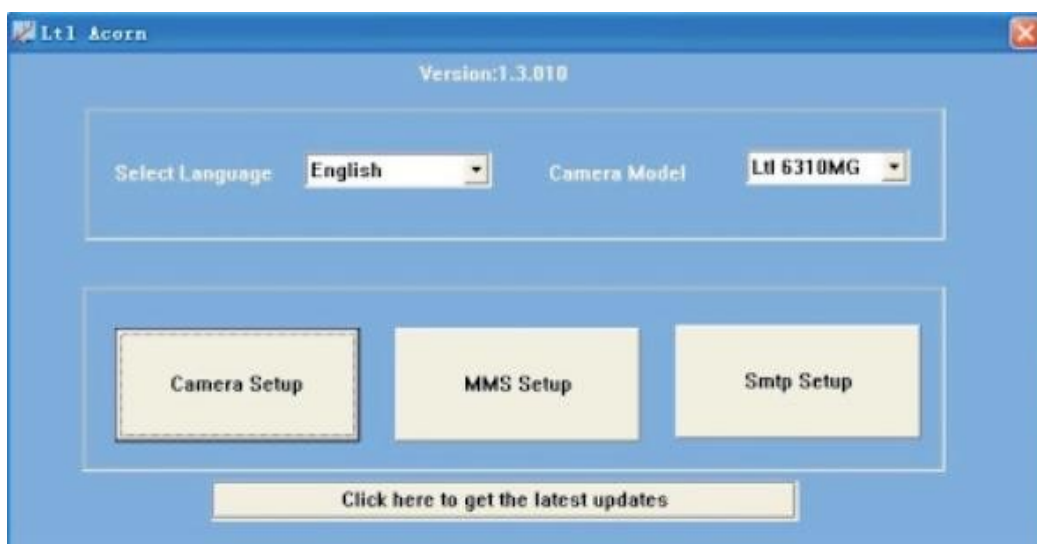 Ltl Acorn
Version:1.3.010
Select Language English Camera Model Ltl 6310MG
Camera Setup MMS Setup Smtp Setup
Click here to get the latest updates